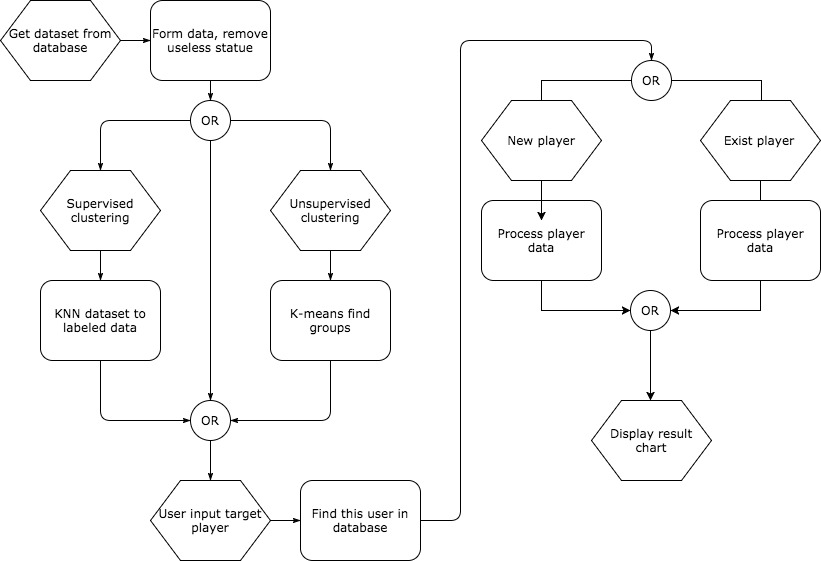 Get dataset from
database
Form data, remove
useless statue
OR
Supervised
clustering
Unsupervised
clustering
KNN dataset to
labeled data
K-means find
groups
OR
User input target
player
Find this user in
database
OR
New player
Exist player
Process player
data
Process player
data
OR
Display result
chart